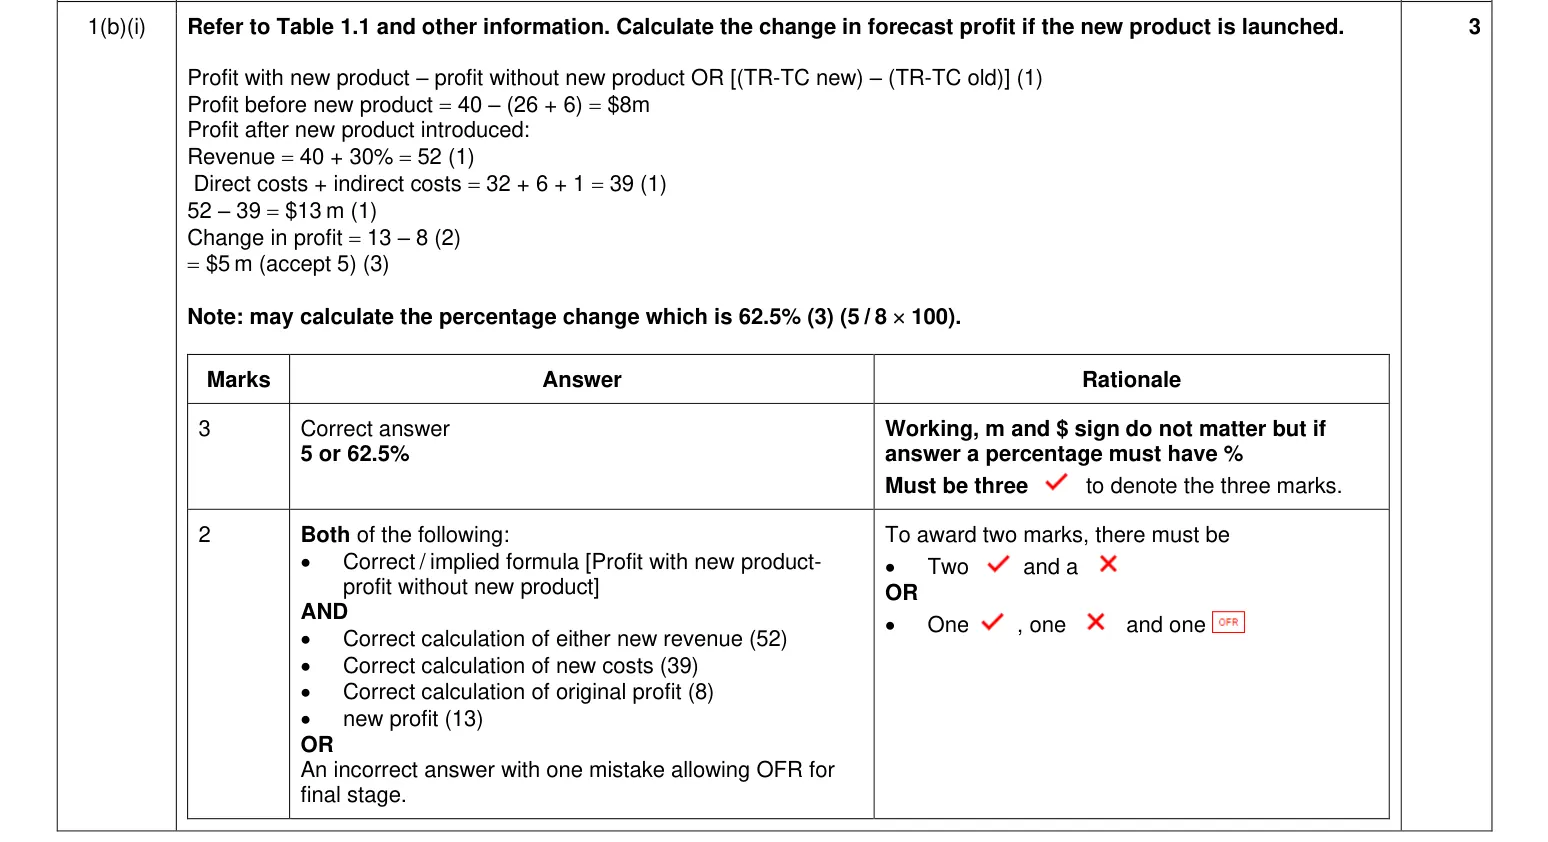 1(b)(i)
Refer to Table 1.1 and other information. Calculate the change in forecast profit if the new product is launched.
3
Profit with new product – profit without new product OR [(TR-TC new) – (TR-TC old)] (1)
Profit before new product = 40 – (26 + 6) = $8m
Profit after new product introduced:
Revenue = 40 + 30% = 52 (1)
Direct costs + indirect costs = 32 + 6 + 1 = 39 (1)
52 – 39 = $13 m (1)
Change in profit = 13 – 8 (2)
= $5 m (accept 5) (3)
Note: may calculate the percentage change which is 62.5% (3) (5 / 8 × 100).
Marks
Answer
Rationale
3
Correct answer
5 or 62.5%
Working, m and $ sign do not matter but if
answer a percentage must have %
Must be three ✓ to denote the three marks.
2
Both of the following:
• Correct / implied formula [Profit with new product-
profit without new product]
AND
• Correct calculation of either new revenue (52)
• Correct calculation of new costs (39)
• Correct calculation of original profit (8)
• new profit (13)
OR
An incorrect answer with one mistake allowing OFR for
final stage.
To award two marks, there must be
• Two ✓ and a ✗
OR
• One ✓ , one ✗ and one OFR